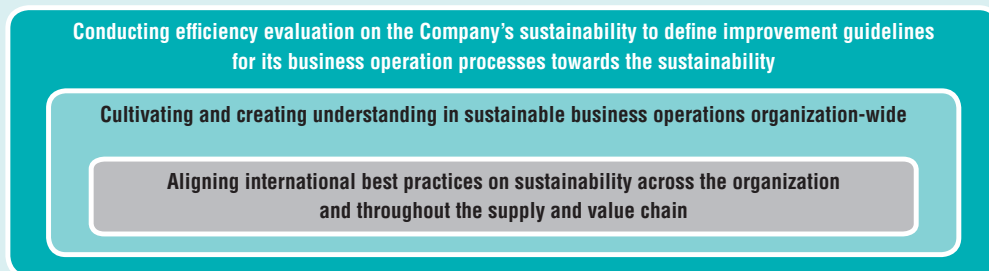 Conducting efficiency evaluation on the Company's sustainability to define improvement guidelines
for its business operation processes towards the sustainability
Cultivating and creating understanding in sustainable business operations organization-wide
Aligning international best practices on sustainability across the organization
and throughout the supply and value chain